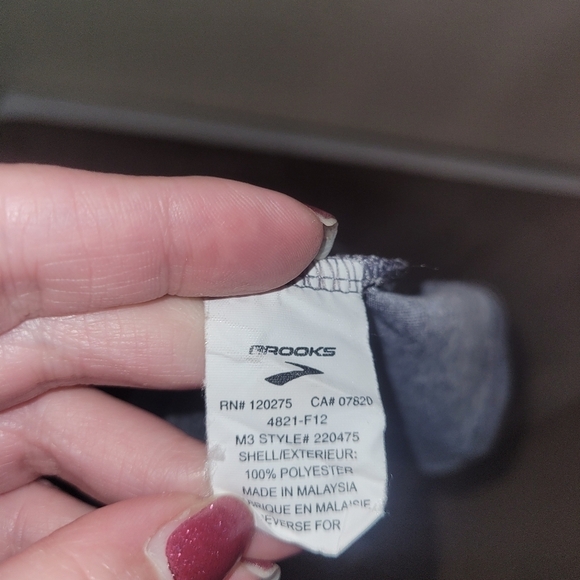 BROOKS
RN# 120275 CA# 07820
4821-F12
M3 STYLE# 220475
SHELL/EXTERIEUR:
100% POLYESTER
MADE IN MALAYSIA
EN MALAISIE
FOR